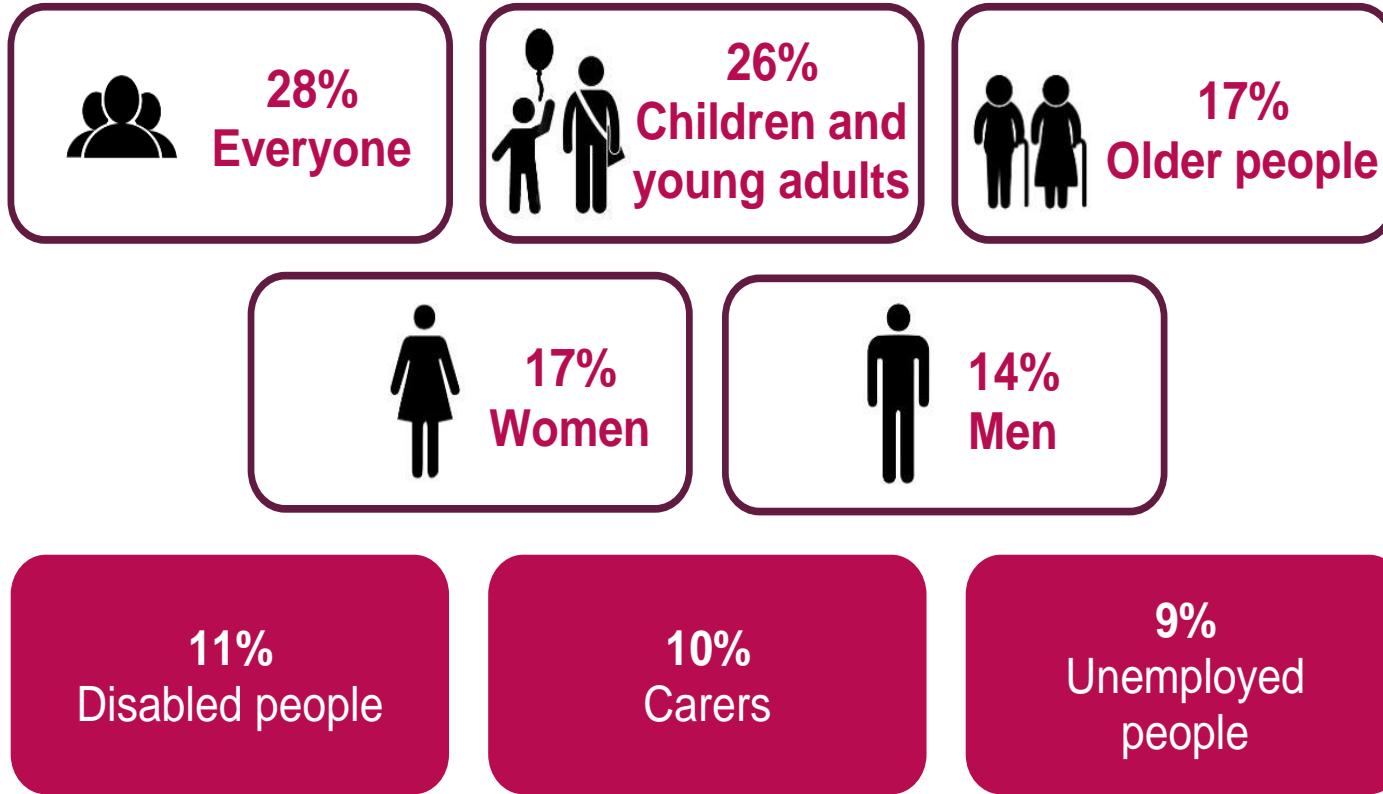 28%
Everyone
26%
Children and
young adults
17%
Older people
17%
Women
14%
Men
11%
Disabled people
10%
Carers
9%
Unemployed
people